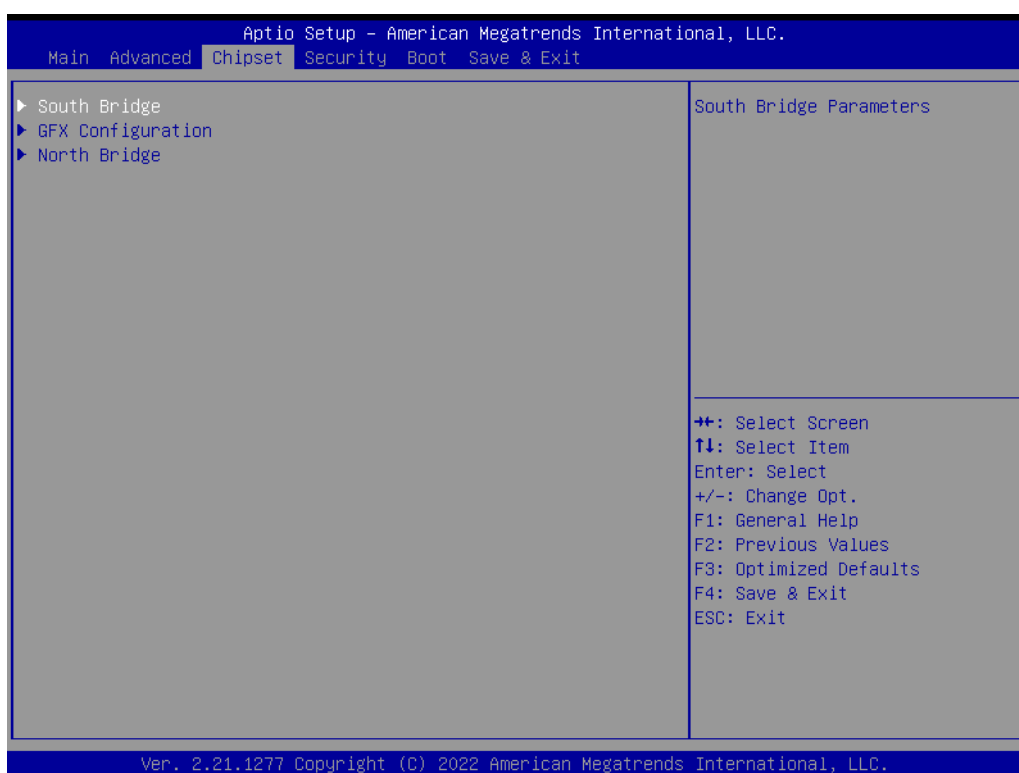 Aptio Setup – American Megatrends International, LLC.
Main Advanced Chipset Security Boot Save & Exit
South Bridge
GFX Configuration
North Bridge
South Bridge Parameters
→←: Select Screen
↑↓: Select Item
Enter: Select
+/-: Change Opt.
F1: General Help
F2: Previous Values
F3: Optimized Defaults
F4: Save & Exit
ESC: Exit
Ver. 2.21.1277 Copyright (C) 2022 American Megatrends International, LLC.